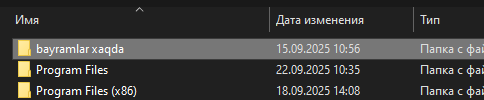 Имя Дата изменения Тип
bayramlar xaqda 15.09.2025 10:56 Папка с фай
Program Files 22.09.2025 10:35 Папка с фай
Program Files (x86) 18.09.2025 14:08 Папка с фай